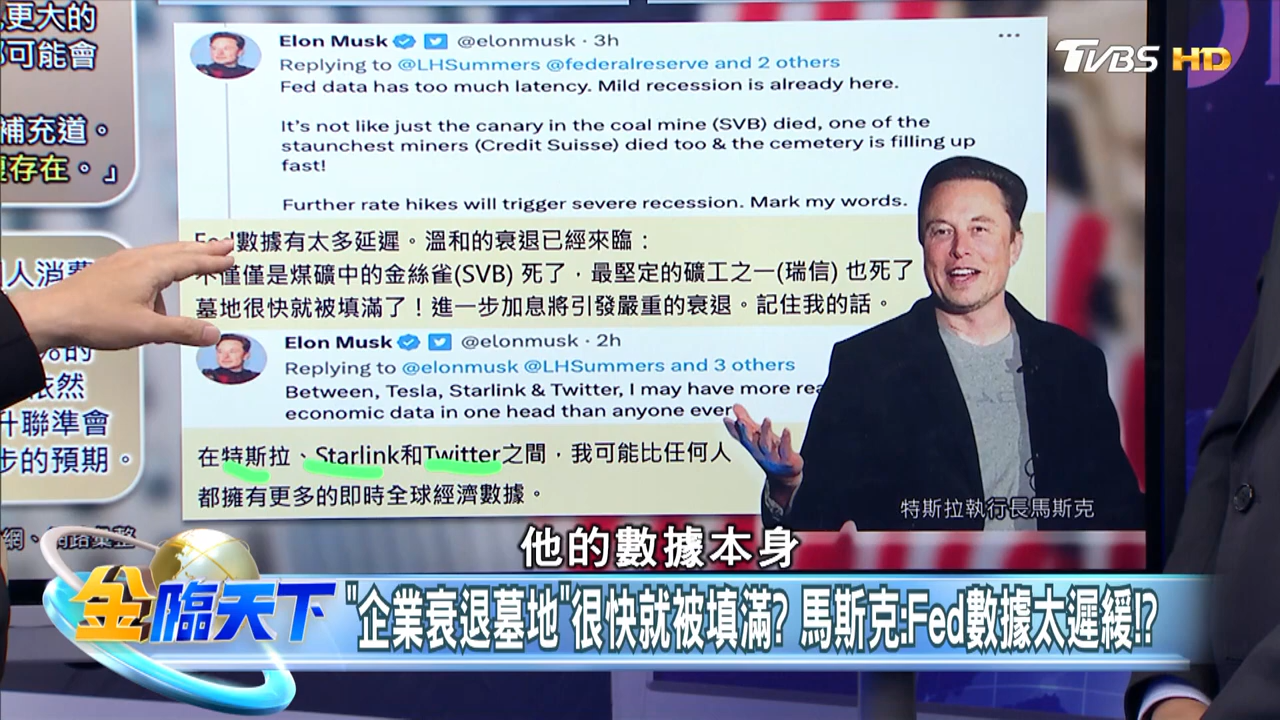 更大的
可能會
補充道。
存在。」
人消費
依然
升聯準會
步的預期。
TVBS HD
Elon Musk @elonmusk · 3h
Replying to @LHSummers @federalreserve and 2 others
Fed data has too much latency. Mild recession is already here.
It's not like just the canary in the coal mine (SVB) died, one of the
staunchest miners (Credit Suisse) died too & the cemetery is filling up
fast!
Further rate hikes will trigger severe recession. Mark my words.
Fed數據有太多延遲。溫和的衰退已經來臨：
不僅僅是煤礦中的金絲雀(SVB) 死了，最堅定的礦工之一(瑞信) 也死了
墓地很快就被填滿了！進一步加息將引發嚴重的衰退。記住我的話。
Elon Musk @elonmusk · 2h
Replying to @elonmusk @LHSummers and 3 others
Between, Tesla, Starlink & Twitter, I may have more rea
economic data in one head than anyone ever
在特斯拉、Starlink和Twitter之間，我可能比任何人
都擁有更多的即時全球經濟數據。
特斯拉執行長馬斯克
他的數據本身
金臨天下
"企業衰退墓地"很快就被填滿? 馬斯克:Fed數據太遲緩!?